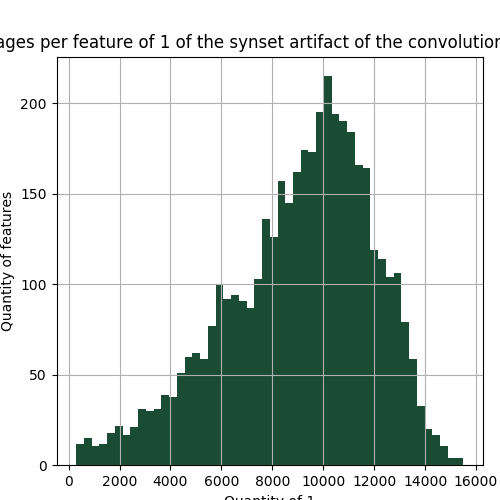 ages per feature of 1 of the synset artifact of the convolution
200
150
100
50
0
Quantity of features
0 2000 4000 6000 8000 10000 12000 14000 16000
Quantity of 1